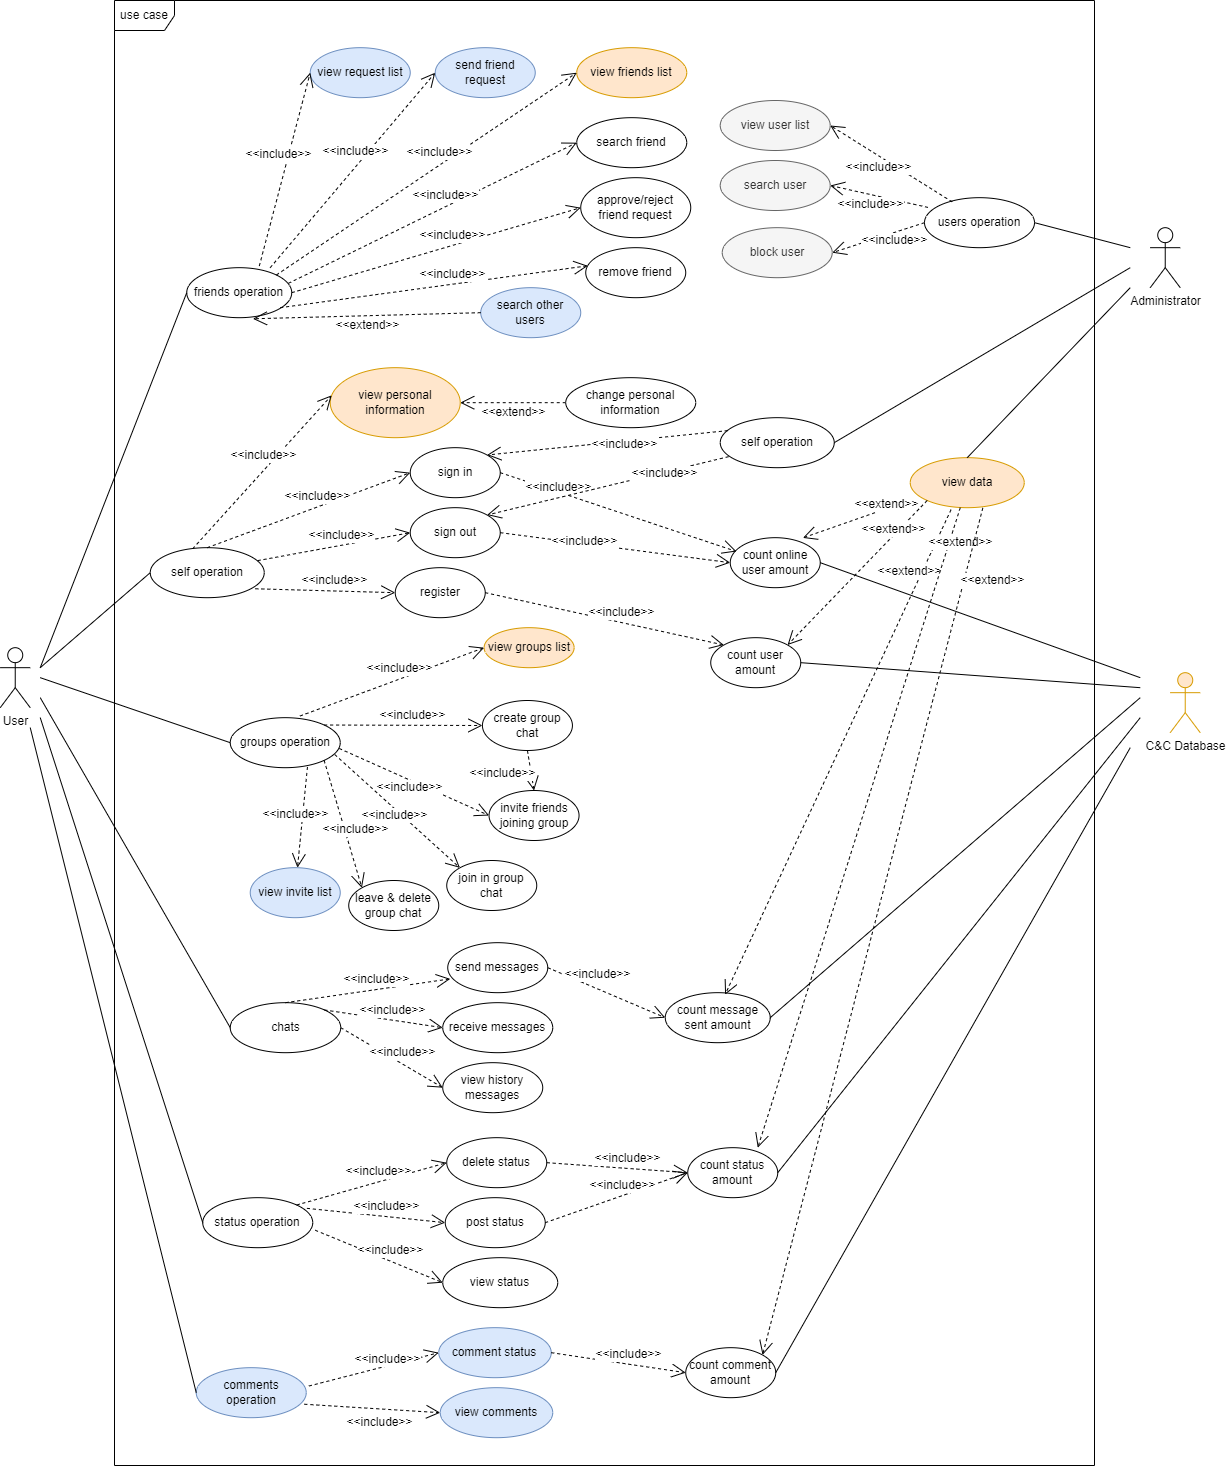 use case
view request list
send friend
request
view friends list
view user list
search friend
<<include>>
<<include>>
<<include>>
<<include>>
search user
<<include>>
approve/reject
friend request
<<include>>
users operation
<<include>>
<<include>>
block user
<<include>>
remove friend
friends operation
search other
users
<<extend>>
Administrator
view personal
information
change personal
information
<<extend>>
self operation
<<include>>
<<include>>
sign in
<<include>>
view data
<<include>>
<<include>>
<<extend>>
sign out
<<include>>
<<include>>
<<extend>>
<<extend>>
count online
user amount
self operation
<<extend>>
<<include>>
<<extend>>
register
<<include>>
view groups list
count user
amount
<<include>>
User
groups operation
<<include>>
create group
chat
C&C Database
<<include>>
<<include>>
invite friends
joining group
<<include>>
<<include>>
<<include>>
view invite list
leave & delete
group chat
join in group
chat
send messages
<<include>>
<<include>>
count message
sent amount
chats
<<include>>
receive messages
<<include>>
view history
messages
delete status
<<include>>
<<include>>
count status
amount
<<include>>
status operation
<<include>>
post status
<<include>>
view status
comment status
<<include>>
<<include>>
count comment
amount
comments
operation
<<include>>
view comments